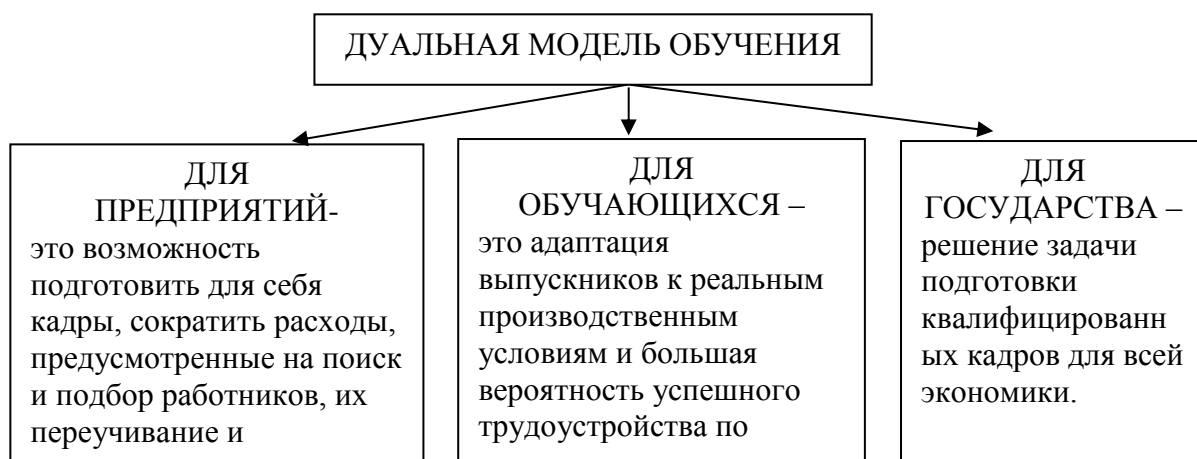 ДУАЛЬНАЯ МОДЕЛЬ ОБУЧЕНИЯ
ДЛЯ
ПРЕДПРИЯТИЙ-
это возможность
подготовить для себя
кадры, сократить расходы,
предусмотренные на поиск
и подбор работников, их
переучивание и
ДЛЯ
ОБУЧАЮЩИХСЯ –
это адаптация
выпускников к реальным
производственным
условиям и большая
вероятность успешного
трудоустройства по
ДЛЯ
ГОСУДАРСТВА –
решение задачи
подготовки
квалифицированн
ых кадров для всей
экономики.